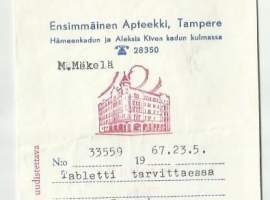 Ensimmäinen Apteekki, Tampere
Hämeenkadun ja Aleksis Kiven kadun kulmassa
☎ 28350
M.Mäkelä
N:o 33559 19 67.23.5.
Tabletti tarvittaessa
uudistettava